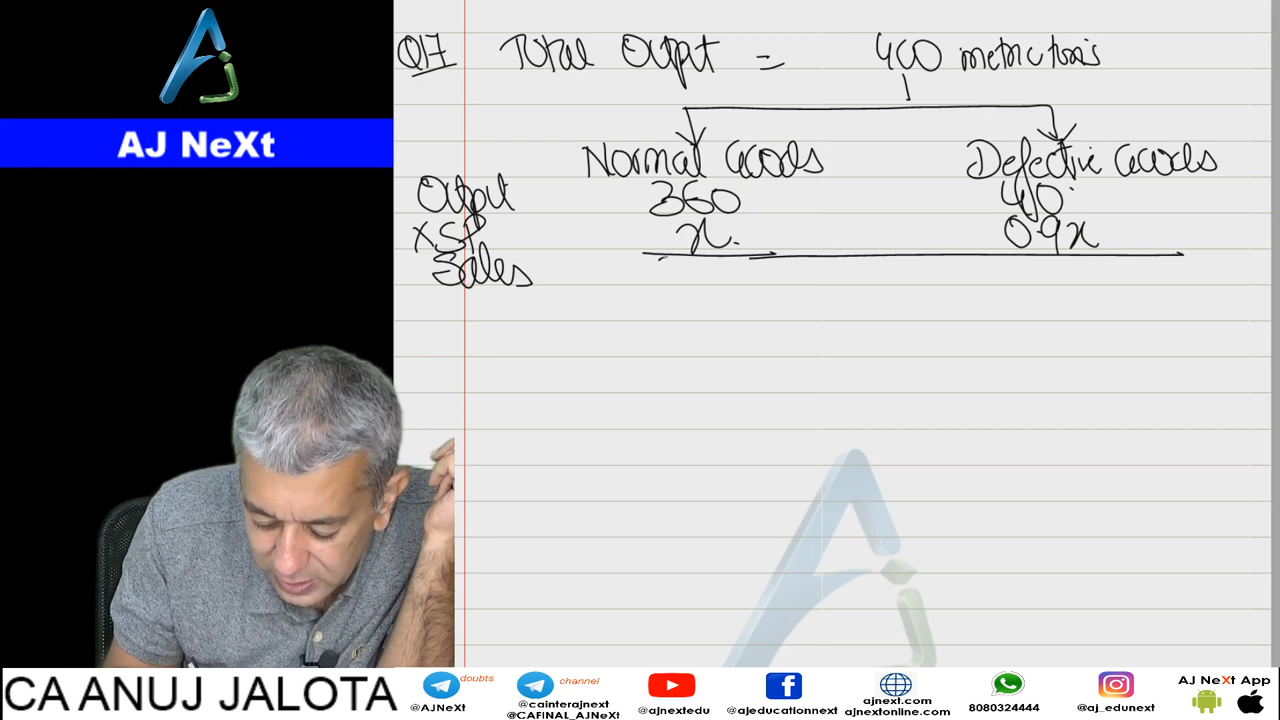 Q17 Total Output = 400 metric tons
Normal Goods Defective Goods
Output 360 40
X SP x 0.9x
Sales
AJ NeXt
CA ANUJ JALOTA
doubts
@AJNeXt
channel
@cainterajnext
@CAFINAL_AJNeXt
@ajnextedu
@ajeducationnext
ajnext.com
ajnextonline.com
8080324444
@aj_edunext
AJ NeXt App